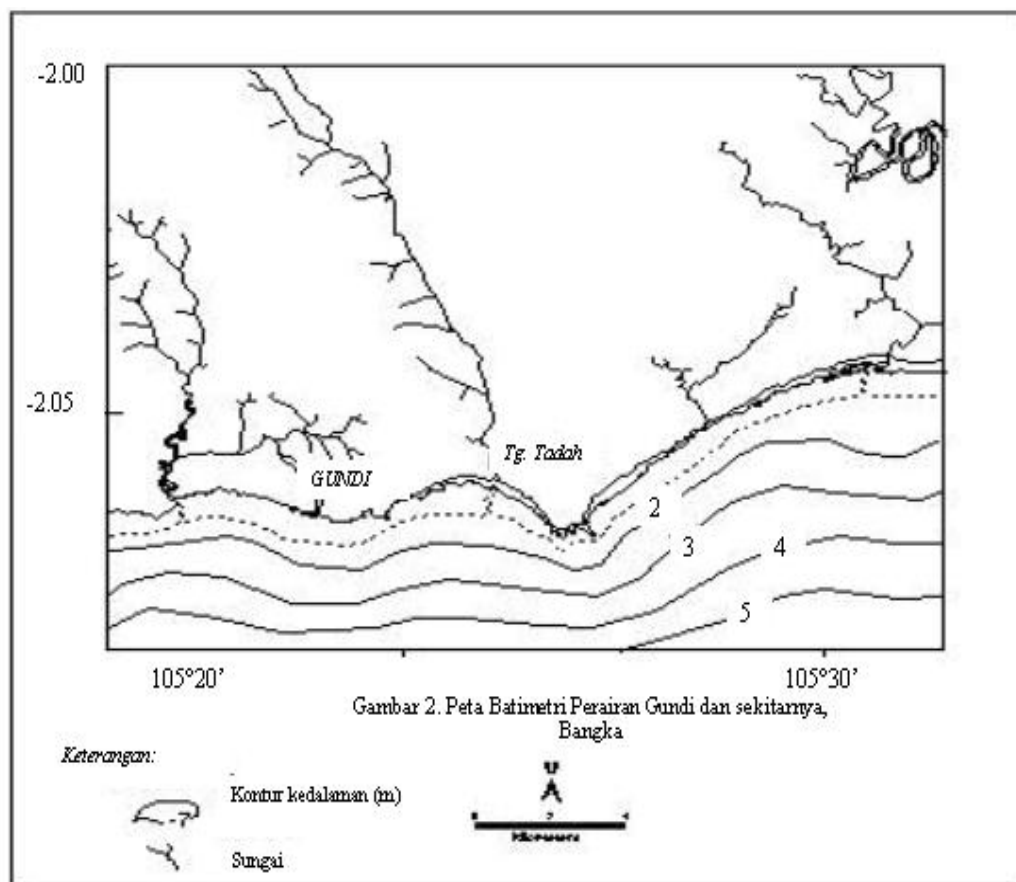 -2.00
-2.05
GUNDI
Tg. Tadah
2
3
4
5
105°20'
105°30'
Gambar 2. Peta Batimetri Perairan Gundi dan sekitarnya,
Bangka
Keterangan:
Kontur kedalaman (m)
Sungai